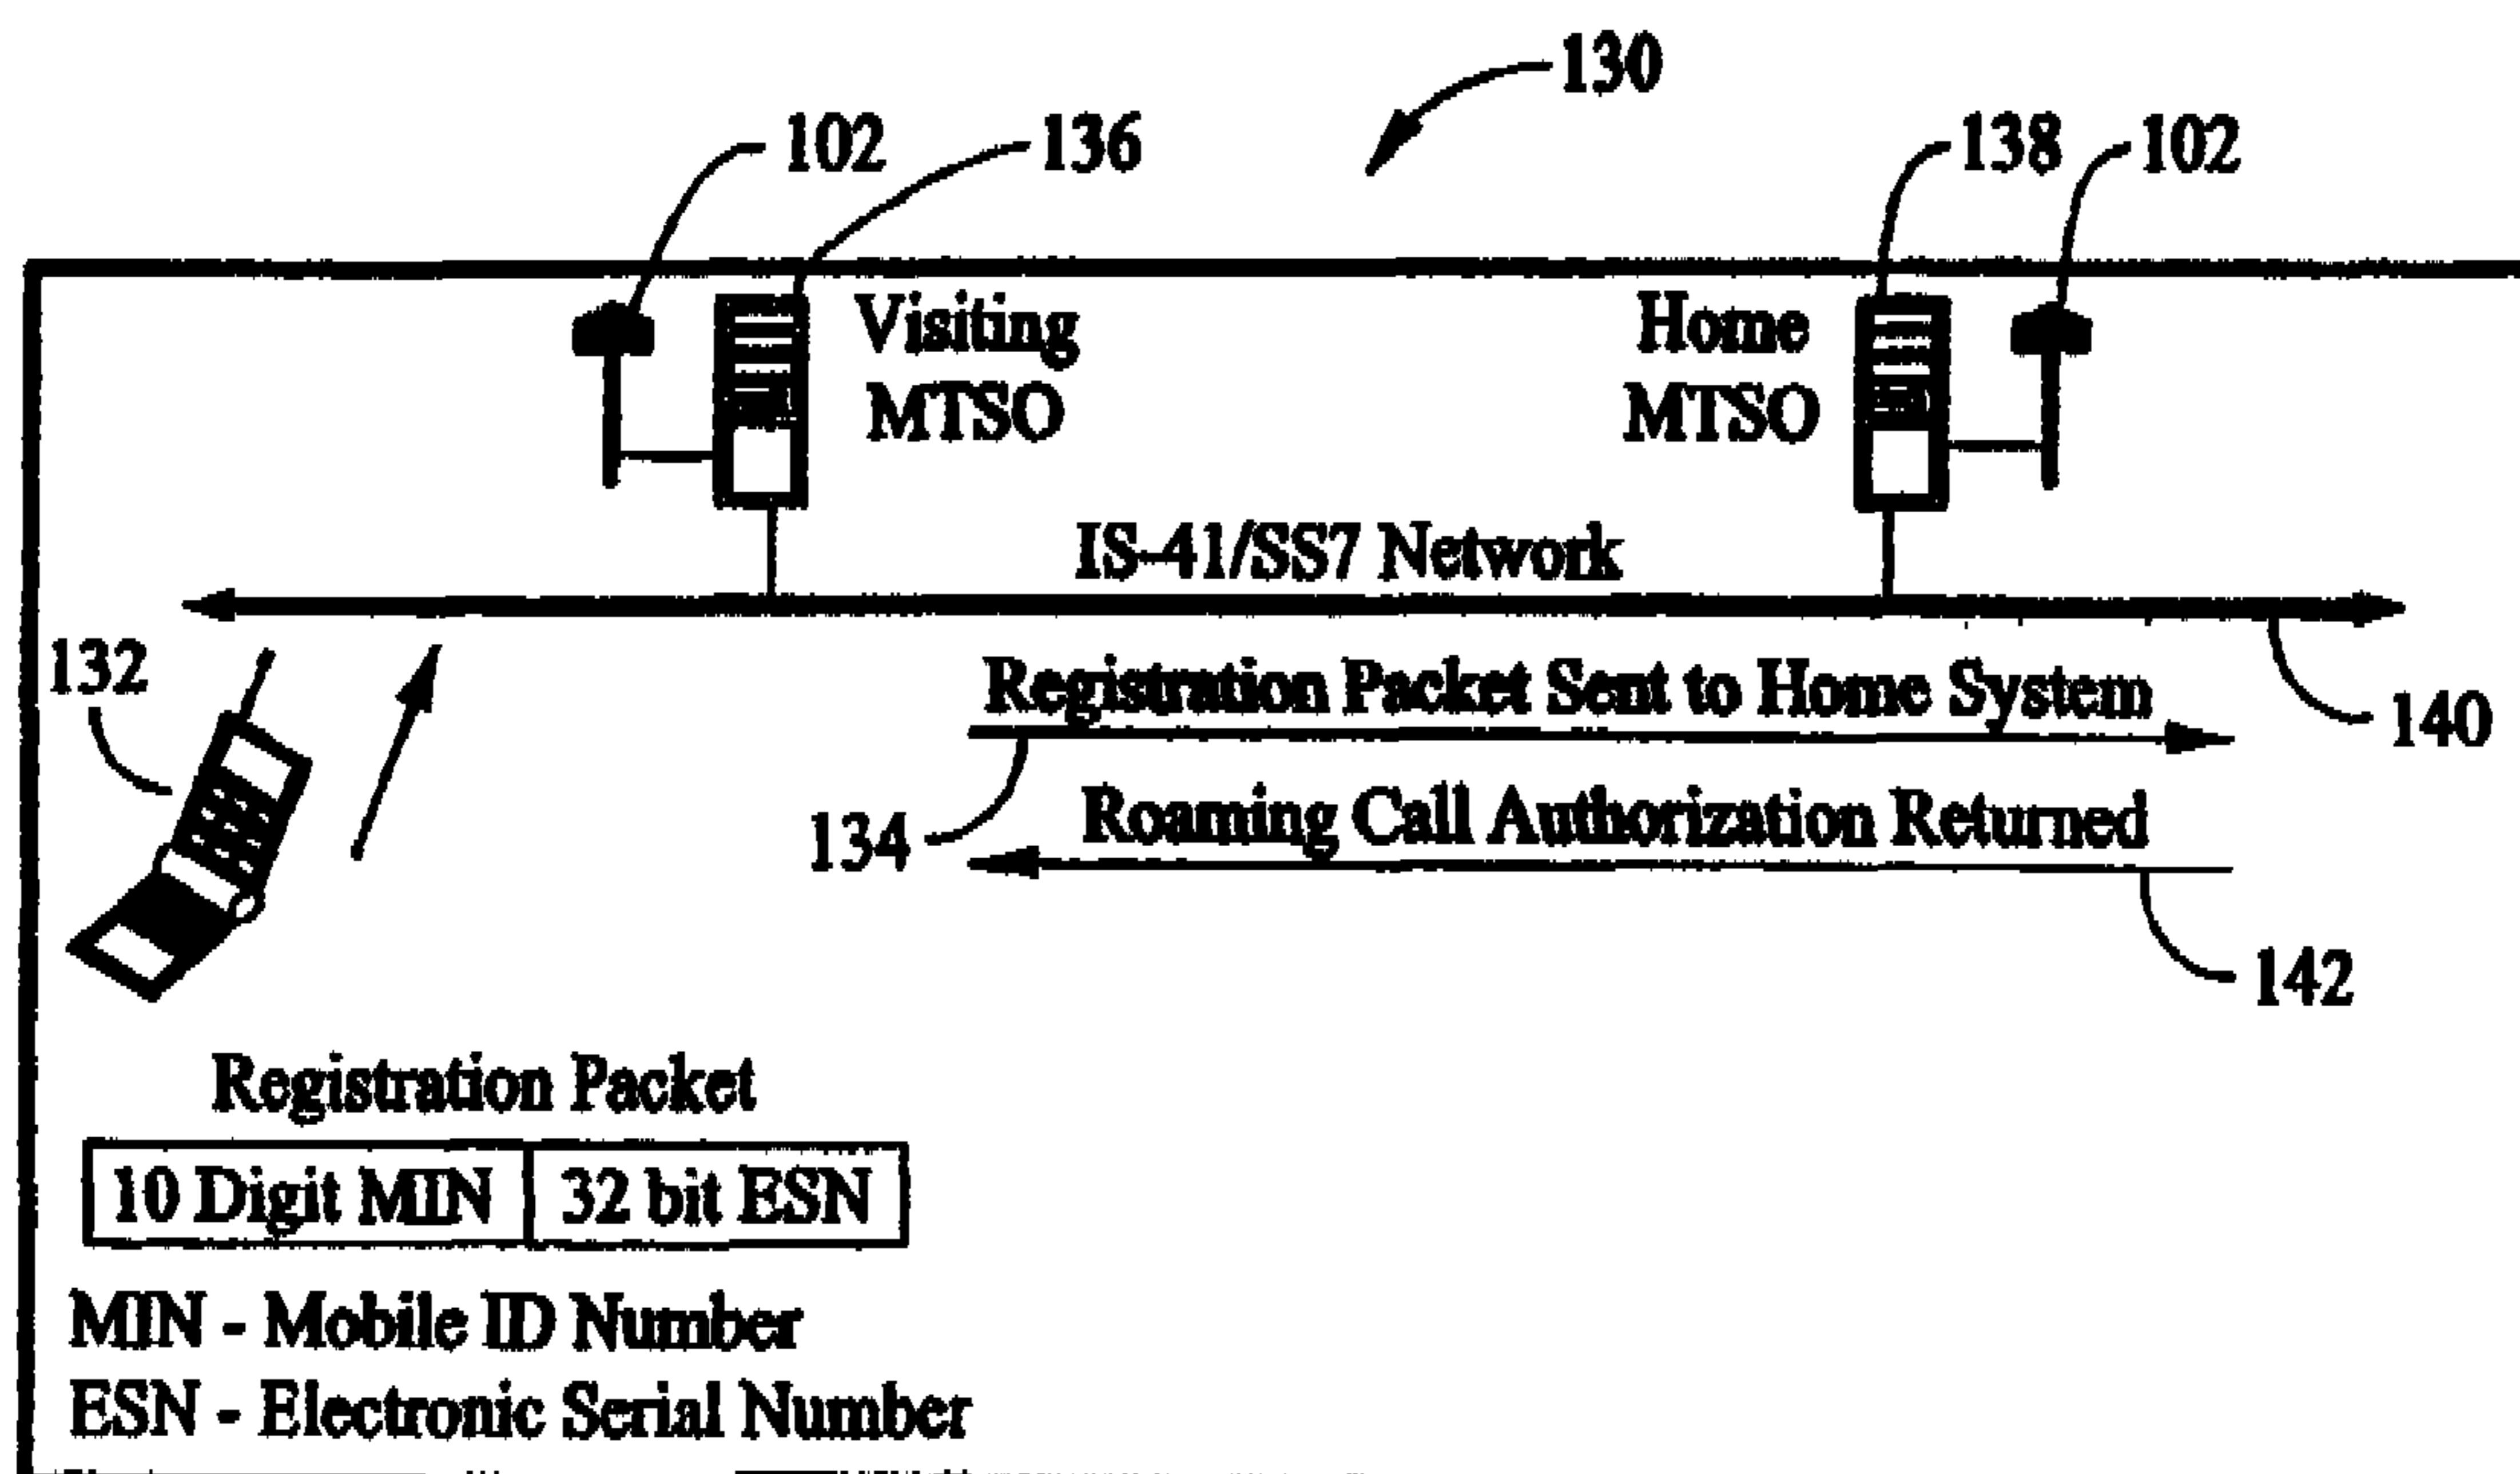 130
102
136
138
102
Visiting
MTSO
Home
MTSO
IS-41/SS7 Network
132
Registration Packet Sent to Home System
140
134
Roaming Call Authorization Returned
142
Registration Packet
10 Digit MIN
32 bit ESN
MIN - Mobile ID Number
ESN - Electronic Serial Number